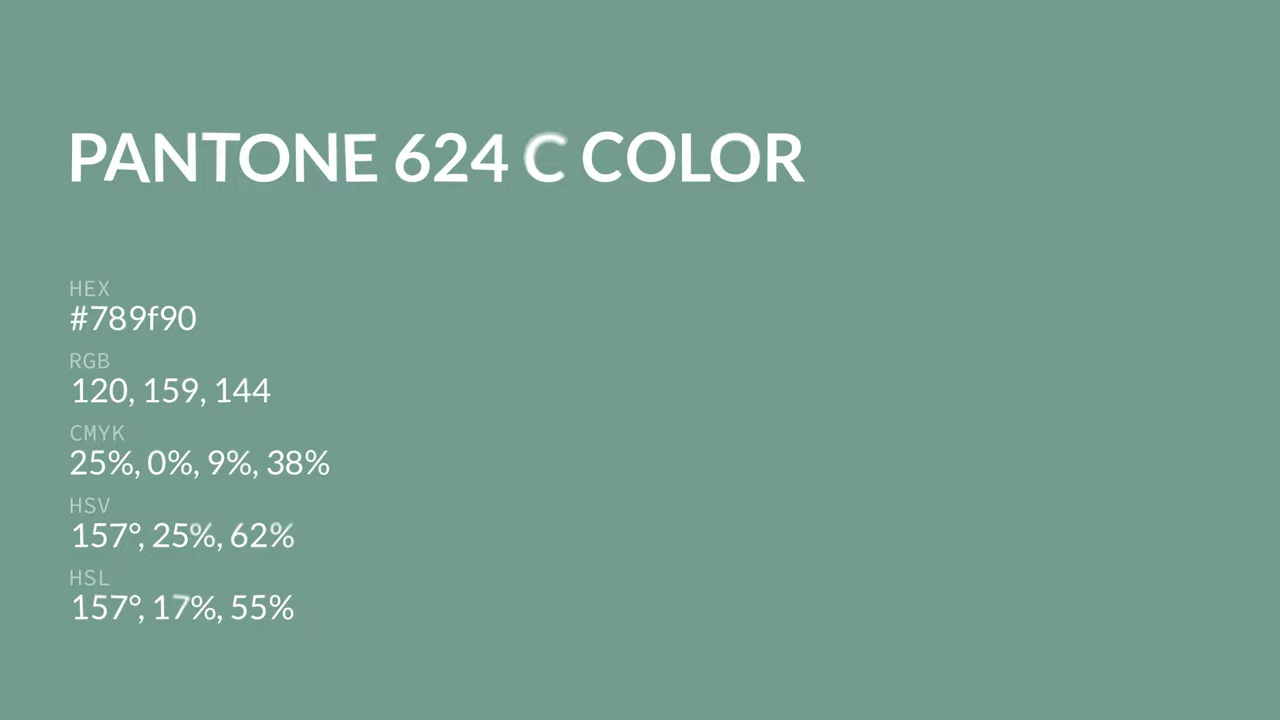 PANTONE 624 C COLOR
HEX
#789f90
RGB
120, 159, 144
CMYK
25%, 0%, 9%, 38%
HSV
157°, 25%, 62%
HSL
157°, 17%, 55%